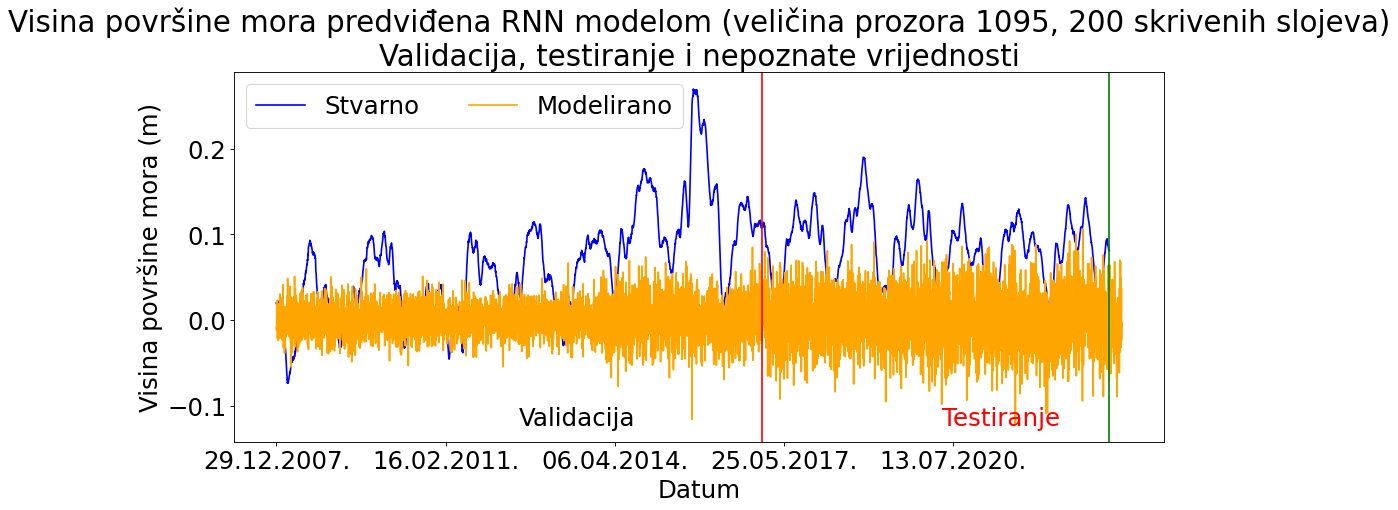 Visina površine mora predviđena RNN modelom (veličina prozora 1095, 200 skrivenih slojeva)
Validacija, testiranje i nepoznate vrijednosti
Stvarno Modelirano
Visina površine mora (m)
0.2
0.1
0.0
−0.1
Validacija Testiranje
29.12.2007. 16.02.2011. 06.04.2014. 25.05.2017. 13.07.2020.
Datum